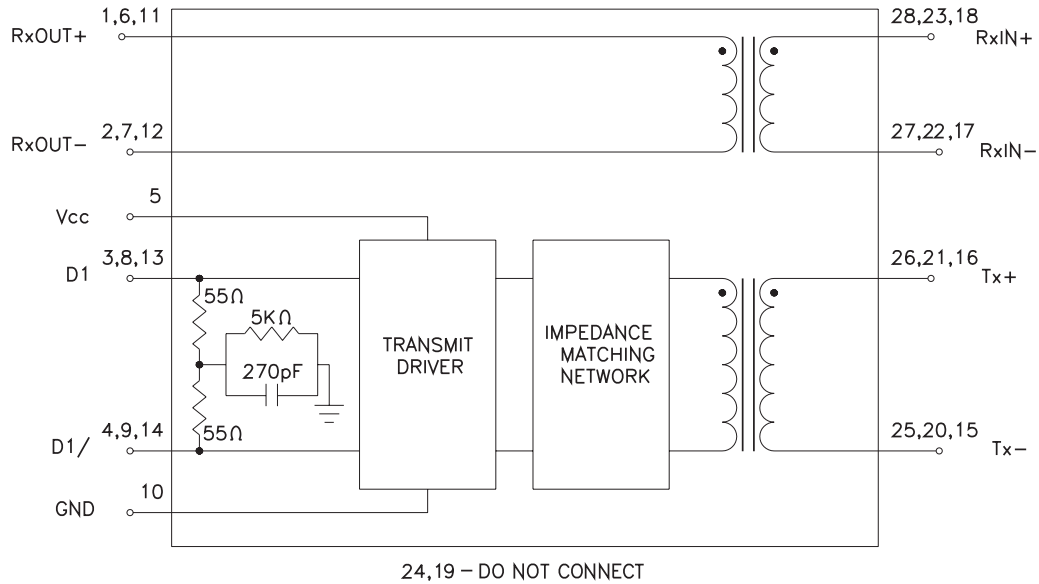 1,6,11
28,23,18
RxOUT+
RxIN+
2,7,12
27,22,17
RxOUT-
RxIN-
5
Vcc
3,8,13
26,21,16
D1
Tx+
55Ω
5KΩ
270pF
TRANSMIT
DRIVER
IMPEDANCE
MATCHING
NETWORK
55Ω
4,9,14
25,20,15
D1/
Tx-
10
GND
24,19 - DO NOT CONNECT